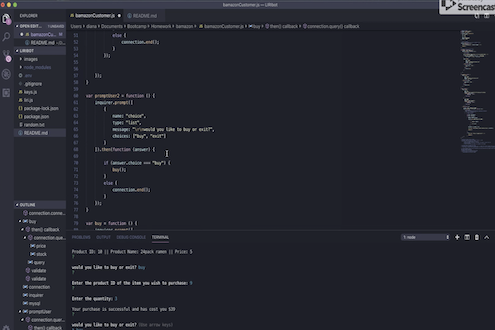 bamazonCustomer.js — LIRIbot
Screencast
EXPLORER
bamazonCustomer.js
README.md
Users › diana › Documents › Bootcamp › Homework › bamazon › bamazonCustomer.js › buy › then() callback › connection.query() callback
OPEN EDIT...
bamazonCustomer.js
README.md
LIRIBOT
images
node_modules
.env
.gitignore
keys.js
liri.js
package-lock.json
package.json
random.txt
README.md
else {
connection.end();
}
});
});
}
var promptUser2 = function () {
inquirer.prompt([
{
name: "choice",
type: "list",
message: "\r\nwould you like to buy or exit?",
choices: ["buy", "exit"]
}
]).then(function (answer) {
if (answer.choice === "buy") {
buy();
}
else {
connection.end();
}
});
}
var buy = function () {
OUTLINE
connection.conne...
buy
then() callback
connection.qu...
price
stock
query
validate
validate
connection
inquirer
mysql
promptUser
connection.quer...
then() callback
PROBLEMS
OUTPUT
DEBUG CONSOLE
TERMINAL
1: node
Product ID: 10 || Product Name: 24pack ramen || Price: 5
?
would you like to buy or exit? buy
?
Enter the product ID of the item you wish to purchase: 9
?
Enter the quantity: 3
Your purchase is successful and has cost you $39
?
would you like to buy or exit? (Use arrow keys)